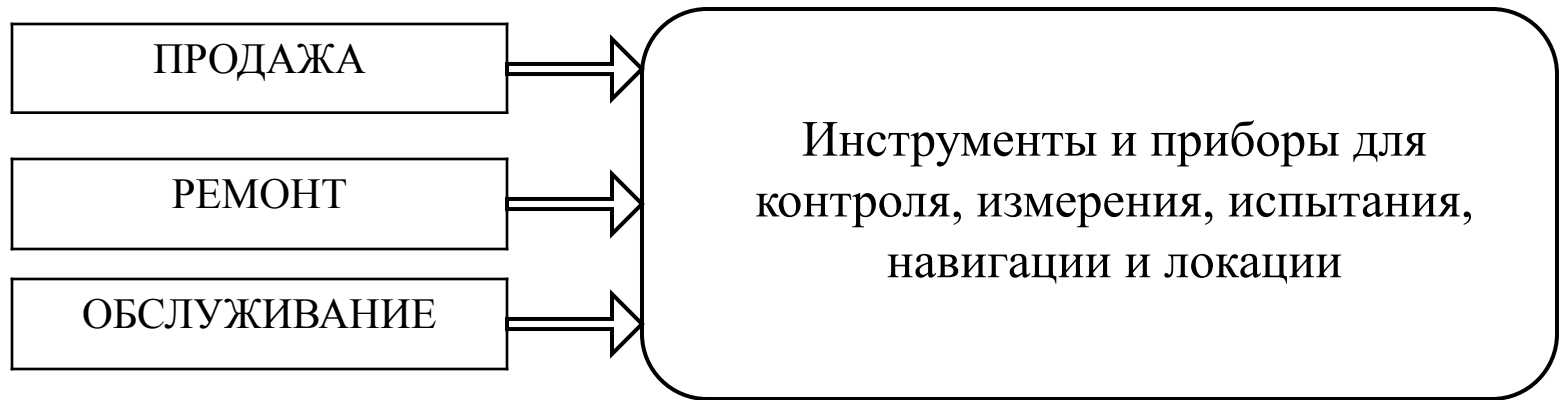 ПРОДАЖА
РЕМОНТ
ОБСЛУЖИВАНИЕ
Инструменты и приборы для
контроля, измерения, испытания,
навигации и локации